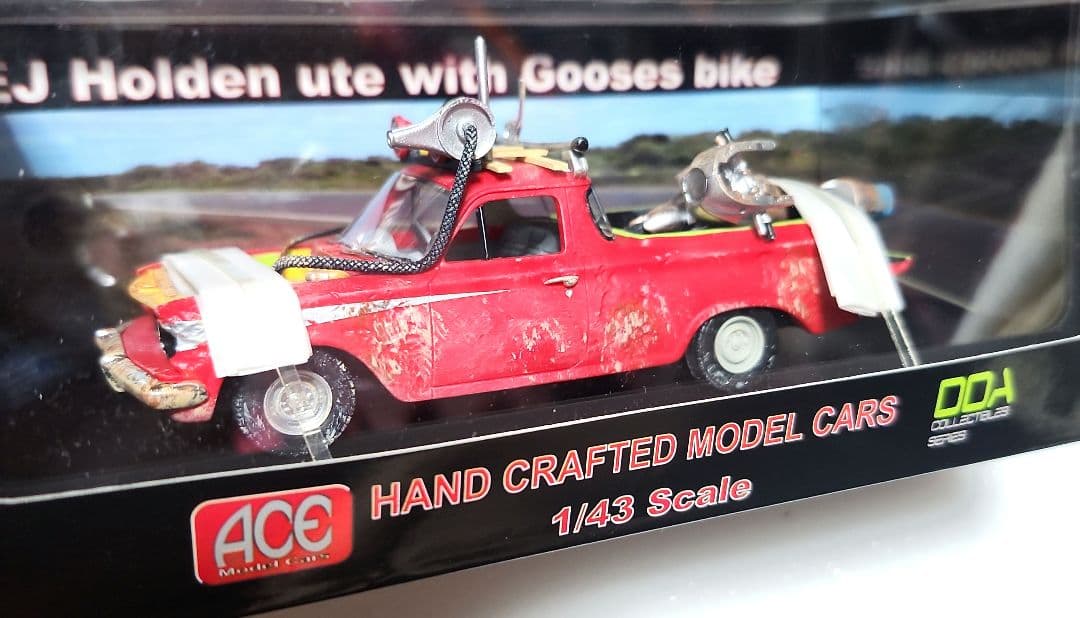 EJ Holden ute with Gooses bike
HAND CRAFTED MODEL CARS
1/43 Scale
ACE
Model Cars
DDA
COLLECTIBLES
SERIES